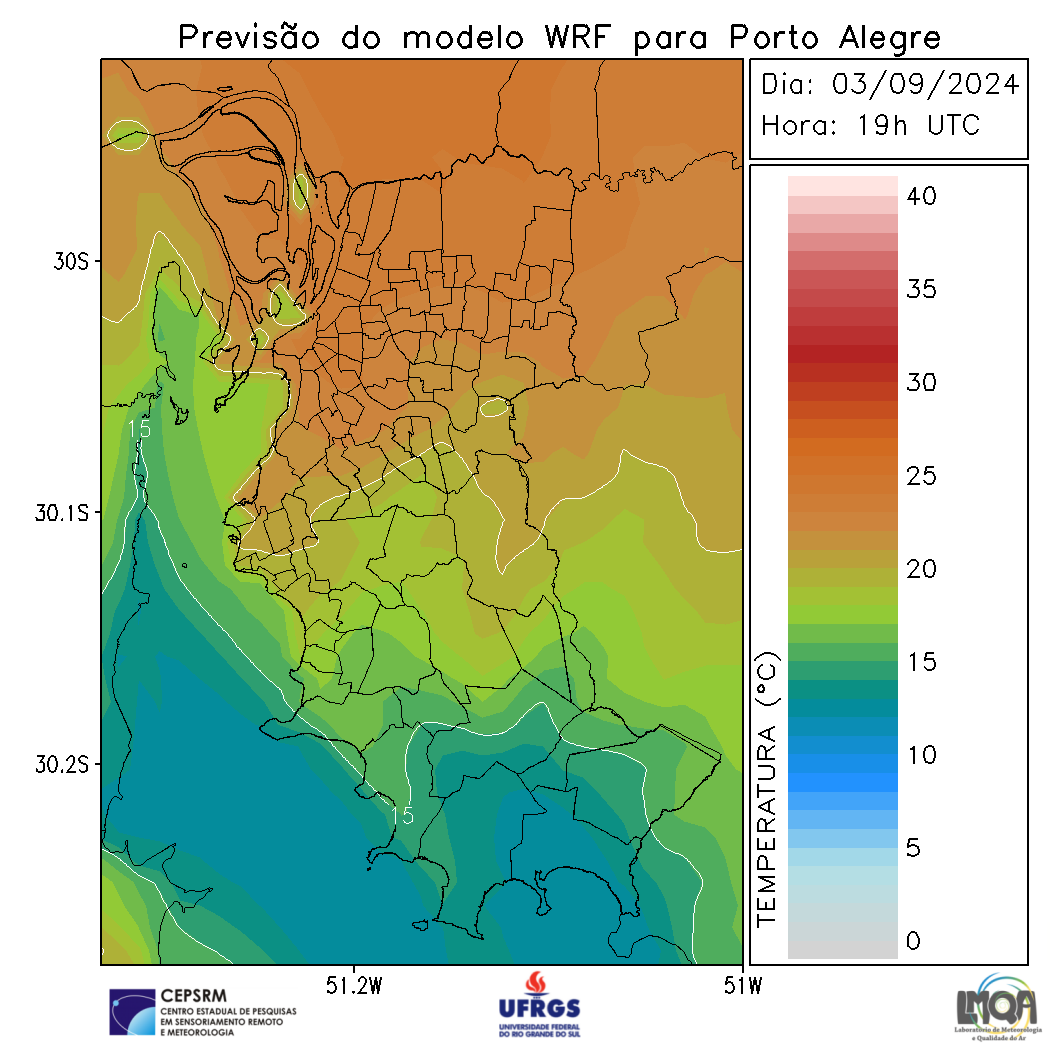 Previsão do modelo WRF para Porto Alegre
Dia: 03/09/2024
Hora: 19h UTC
40
35
30
25
20
15
10
5
0
TEMPERATURA (°C)
30S
30.1S
30.2S
15
15
51.2W
51W
CEPSRM
CENTRO ESTADUAL DE PESQUISAS
EM SENSORIAMENTO REMOTO
E METEOROLOGIA
UFRGS
UNIVERSIDADE FEDERAL
DO RIO GRANDE DO SUL
LMQA
Laboratório de Meteorologia
e Qualidade do Ar